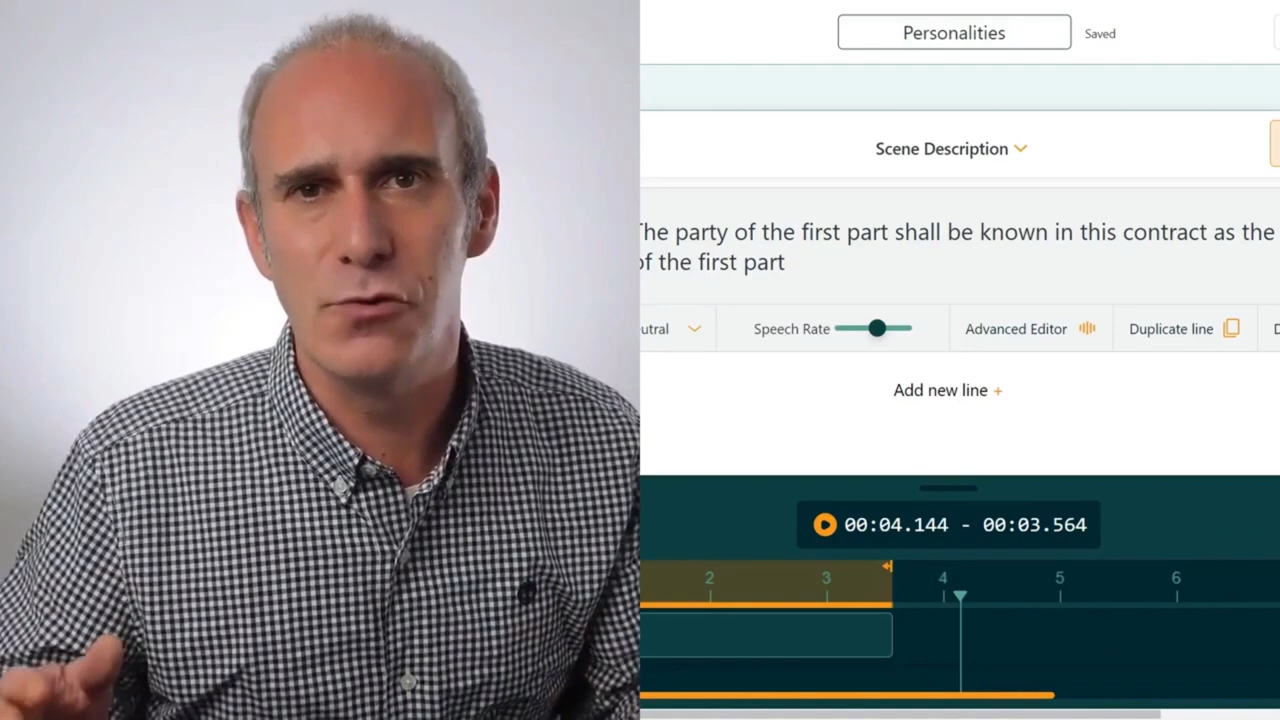 Personalities
Saved
Scene Description
The party of the first part shall be known in this contract as the
of the first part
Speech Rate
Advanced Editor
Duplicate line
Add new line +
00:04.144 - 00:03.564
2 3 4 5 6